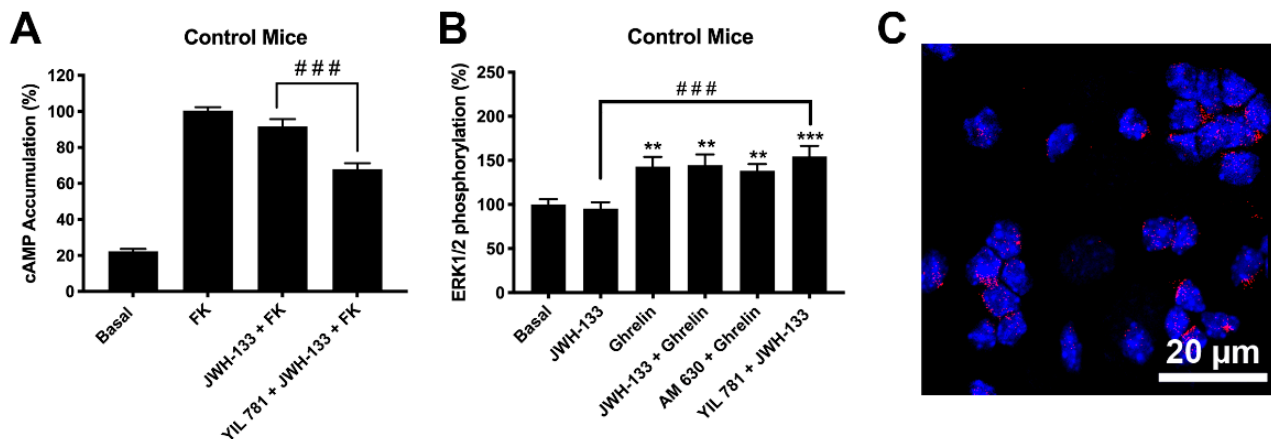 A
Control Mice
cAMP Accumulation (%)
120
100
80
60
40
20
0
# # #
Basal
FK
JWH-133 + FK
YIL 781 + JWH-133 + FK
B
Control Mice
ERK1/2 phosphorylation (%)
250
200
150
100
50
0
# # #
**
**
**
***
Basal
JWH-133
Ghrelin
JWH-133 + Ghrelin
AM 630 + Ghrelin
YIL 781 + JWH-133
C
20 µm